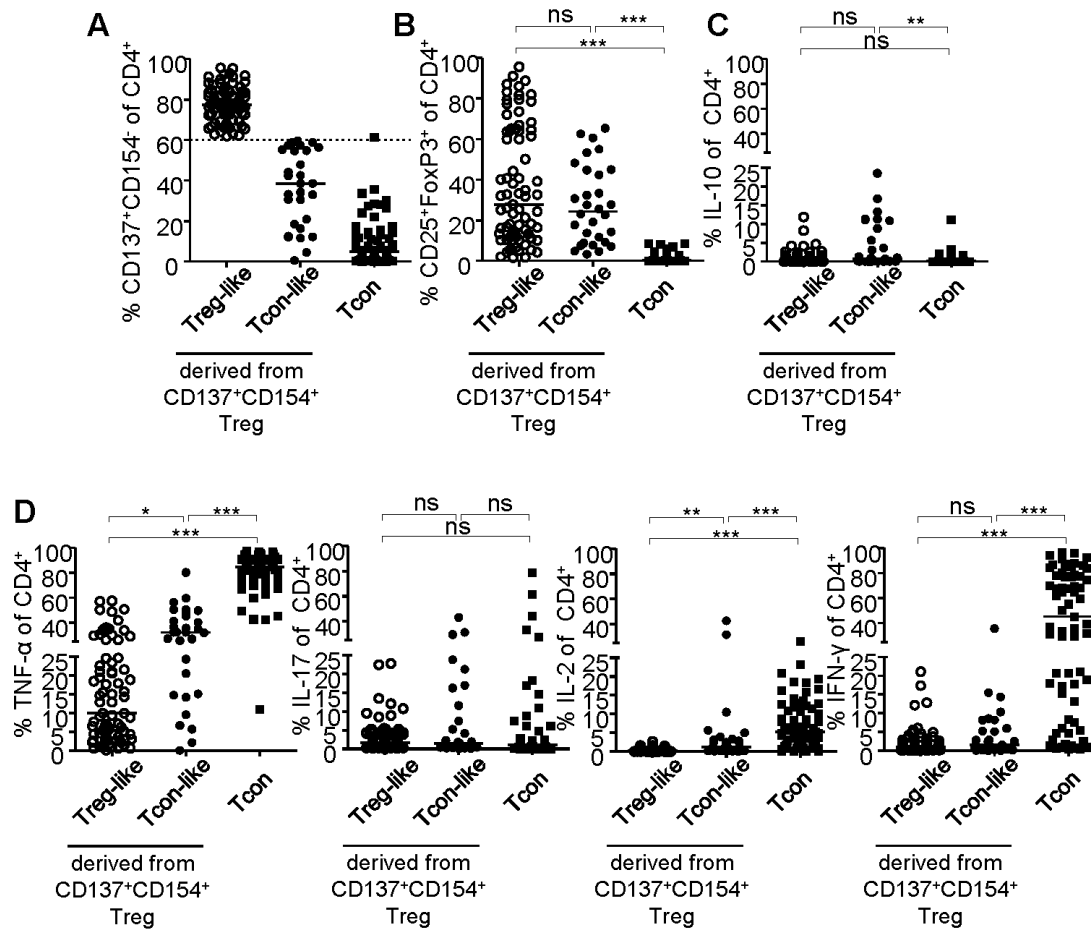 A
% CD137⁺CD154⁻ of CD4⁺
100
80
60
40
20
0
Treg-like
Tcon-like
Tcon
derived from
CD137⁺CD154⁺
Treg
B
ns
***
***
% CD25⁺FoxP3⁺ of CD4⁺
100
80
60
40
20
0
Treg-like
Tcon-like
Tcon
derived from
CD137⁺CD154⁺
Treg
C
ns
**
ns
% IL-10 of CD4⁺
100
80
60
40
25
20
15
10
5
0
Treg-like
Tcon-like
Tcon
derived from
CD137⁺CD154⁺
Treg
D
*
***
***
% TNF-α of CD4⁺
100
80
60
40
25
20
15
10
5
0
Treg-like
Tcon-like
Tcon
derived from
CD137⁺CD154⁺
Treg
ns
ns
ns
% IL-17 of CD4⁺
100
80
60
40
25
20
15
10
5
0
Treg-like
Tcon-like
Tcon
derived from
CD137⁺CD154⁺
Treg
**
***
***
% IL-2 of CD4⁺
100
80
60
40
25
20
15
10
5
0
Treg-like
Tcon-like
Tcon
derived from
CD137⁺CD154⁺
Treg
ns
***
***
% IFN-γ of CD4⁺
100
80
60
40
25
20
15
10
5
0
Treg-like
Tcon-like
Tcon
derived from
CD137⁺CD154⁺
Treg